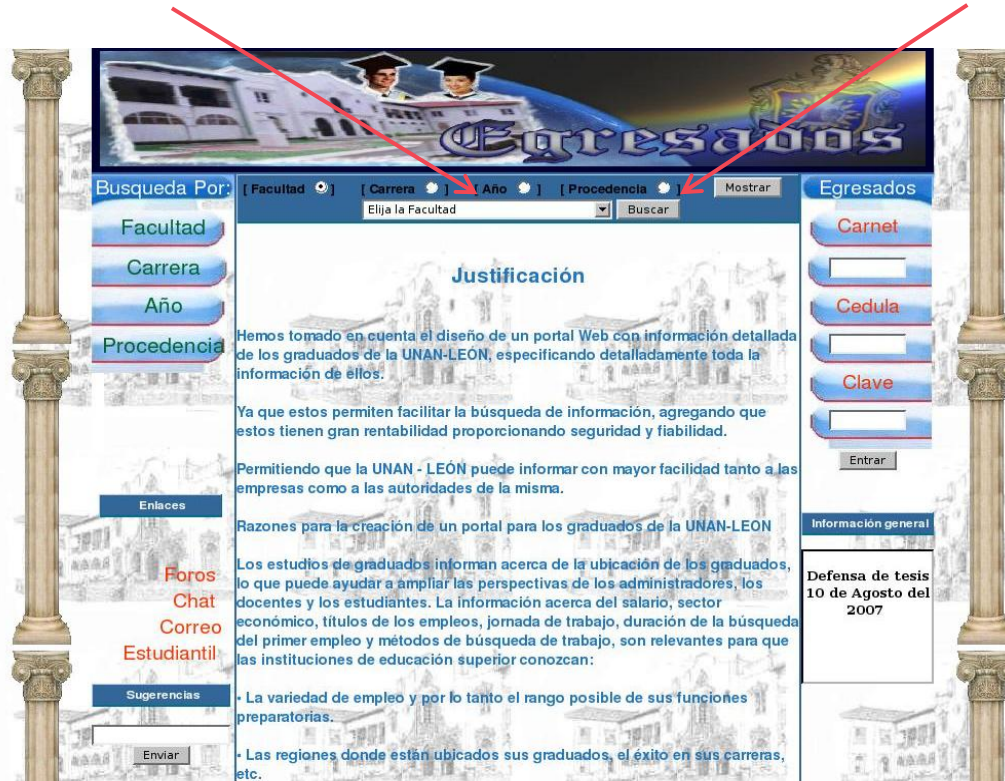 Egresados
Busqueda Por:
Facultad
Carrera
Año
Procedencia
Enlaces
Foros
Chat
Correo
Estudiantil
Sugerencias
Enviar
[ Facultad ] [ Carrera ] [ Año ] [ Procedencia ] Mostrar
Elija la Facultad Buscar
Justificación
Hemos tomado en cuenta el diseño de un portal Web con información detallada
de los graduados de la UNAN-LEÓN, especificando detalladamente toda la
información de ellos.
Ya que estos permiten facilitar la búsqueda de información, agregando que
estos tienen gran rentabilidad proporcionando seguridad y fiabilidad.
Permitiendo que la UNAN - LEÓN puede informar con mayor facilidad tanto a las
empresas como a las autoridades de la misma.
Razones para la creación de un portal para los graduados de la UNAN-LEON
Los estudios de graduados informan acerca de la ubicación de los graduados,
lo que puede ayudar a ampliar las perspectivas de los administradores, los
docentes y los estudiantes. La información acerca del salario, sector
económico, títulos de los empleos, jornada de trabajo, duración de la búsqueda
del primer empleo y métodos de búsqueda de trabajo, son relevantes para que
las instituciones de educación superior conozcan:
• La variedad de empleo y por lo tanto el rango posible de sus funciones
preparatorias.
• Las regiones donde están ubicados sus graduados, el éxito en sus carreras,
etc.
Egresados
Carnet
Cedula
Clave
Entrar
Información general
Defensa de tesis
10 de Agosto del
2007